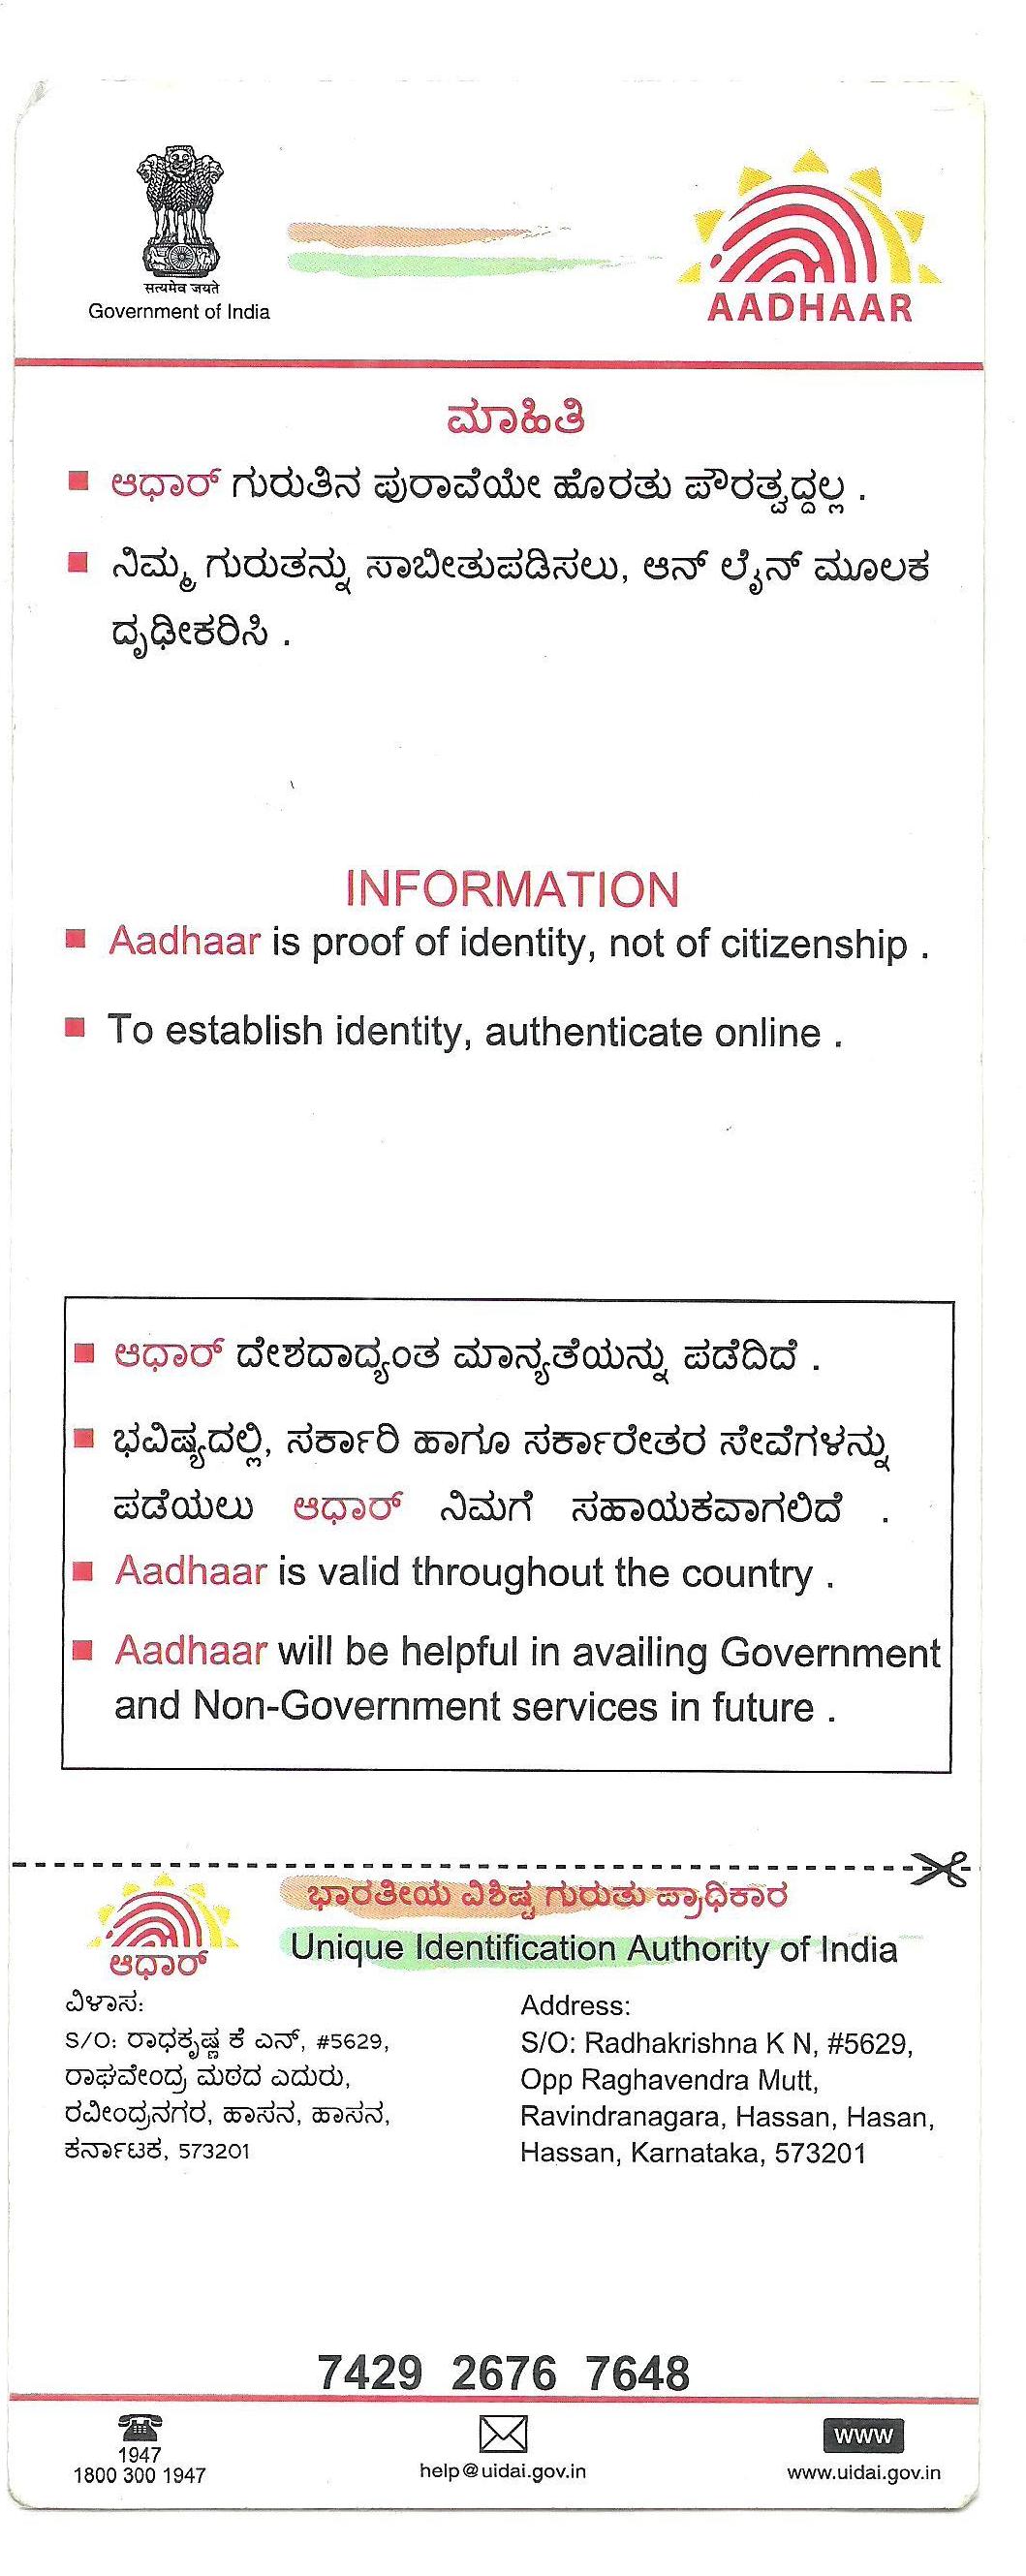 सत्यमेव जयते
Government of India
AADHAAR
ಮಾಹಿತಿ
ಆಧಾರ್ ಗುರುತಿನ ಪುರಾವೆಯೇ ಹೊರತು ಪೌರತ್ವದ್ದಲ್ಲ .
ನಿಮ್ಮ ಗುರುತನ್ನು ಸಾಬೀತುಪಡಿಸಲು, ಆನ್ ಲೈನ್ ಮೂಲಕ
ದೃಢೀಕರಿಸಿ .
INFORMATION
Aadhaar is proof of identity, not of citizenship .
To establish identity, authenticate online .
ಆಧಾರ್ ದೇಶದಾದ್ಯಂತ ಮಾನ್ಯತೆಯನ್ನು ಪಡೆದಿದೆ .
ಭವಿಷ್ಯದಲ್ಲಿ, ಸರ್ಕಾರಿ ಹಾಗೂ ಸರ್ಕಾರೇತರ ಸೇವೆಗಳನ್ನು
ಪಡೆಯಲು ಆಧಾರ್ ನಿಮಗೆ ಸಹಾಯಕವಾಗಲಿದೆ .
Aadhaar is valid throughout the country .
Aadhaar will be helpful in availing Government
and Non-Government services in future .
ಭಾರತೀಯ ವಿಶಿಷ್ಟ ಗುರುತು ಪ್ರಾಧಿಕಾರ
Unique Identification Authority of India
ಆಧಾರ್
ವಿಳಾಸ:
S/O: ರಾಧಕೃಷ್ಣ ಕೆ ಎನ್, #5629,
ರಾಘವೇಂದ್ರ ಮಠದ ಎದುರು,
ರವೀಂದ್ರನಗರ, ಹಾಸನ, ಹಾಸನ,
ಕರ್ನಾಟಕ, 573201
Address:
S/O: Radhakrishna K N, #5629,
Opp Raghavendra Mutt,
Ravindranagara, Hassan, Hasan,
Hassan, Karnataka, 573201
7429 2676 7648
1947
1800 300 1947
help@uidai.gov.in
www
www.uidai.gov.in